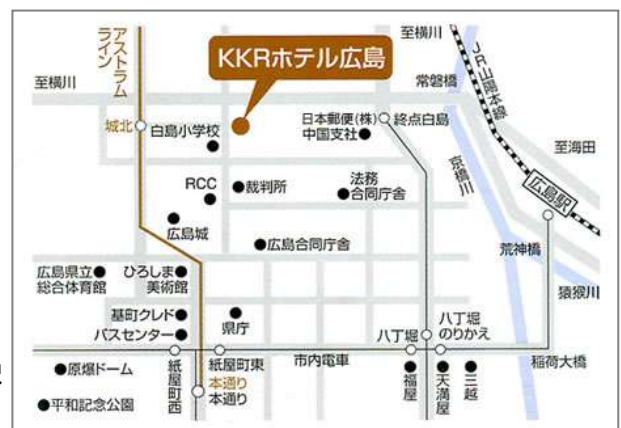 アストラム
ライン
KKRホテル広島
至横川
JR山陽本線
至横川
常磐橋
城北
白島小学校
日本郵便(株)
中国支社
終点白島
至海田
京橋川
広島駅
RCC
裁判所
法務
合同庁舎
広島城
広島合同庁舎
荒神橋
広島県立
総合体育館
ひろしま
美術館
猿猴川
基町クレド
バスセンター
県庁
八丁堀
八丁堀
のりかえ
原爆ドーム
紙屋町西
紙屋町東
本通り
本通り
市内電車
福屋
天満屋
三越
稲荷大橋
平和記念公園